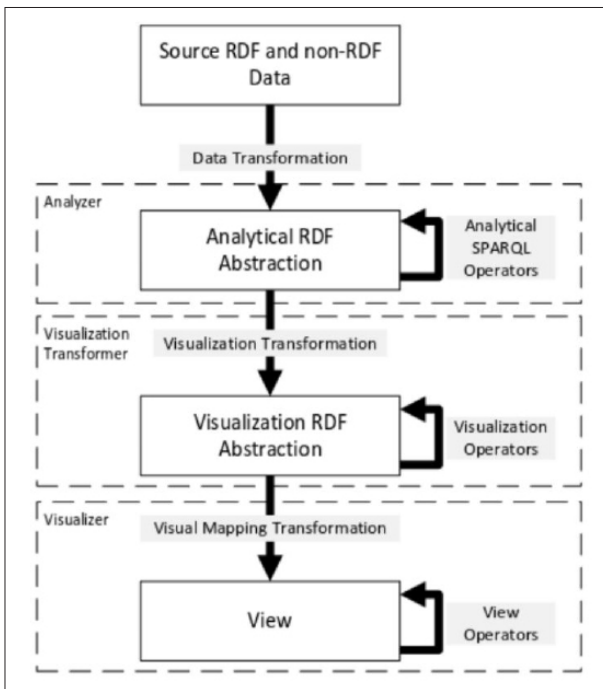 Source RDF and non-RDF
Data
Data Transformation
Analyzer
Analytical RDF
Abstraction
Analytical
SPARQL
Operators
Visualization
Transformer
Visualization Transformation
Visualization RDF
Abstraction
Visualization
Operators
Visualizer
Visual Mapping Transformation
View
View
Operators